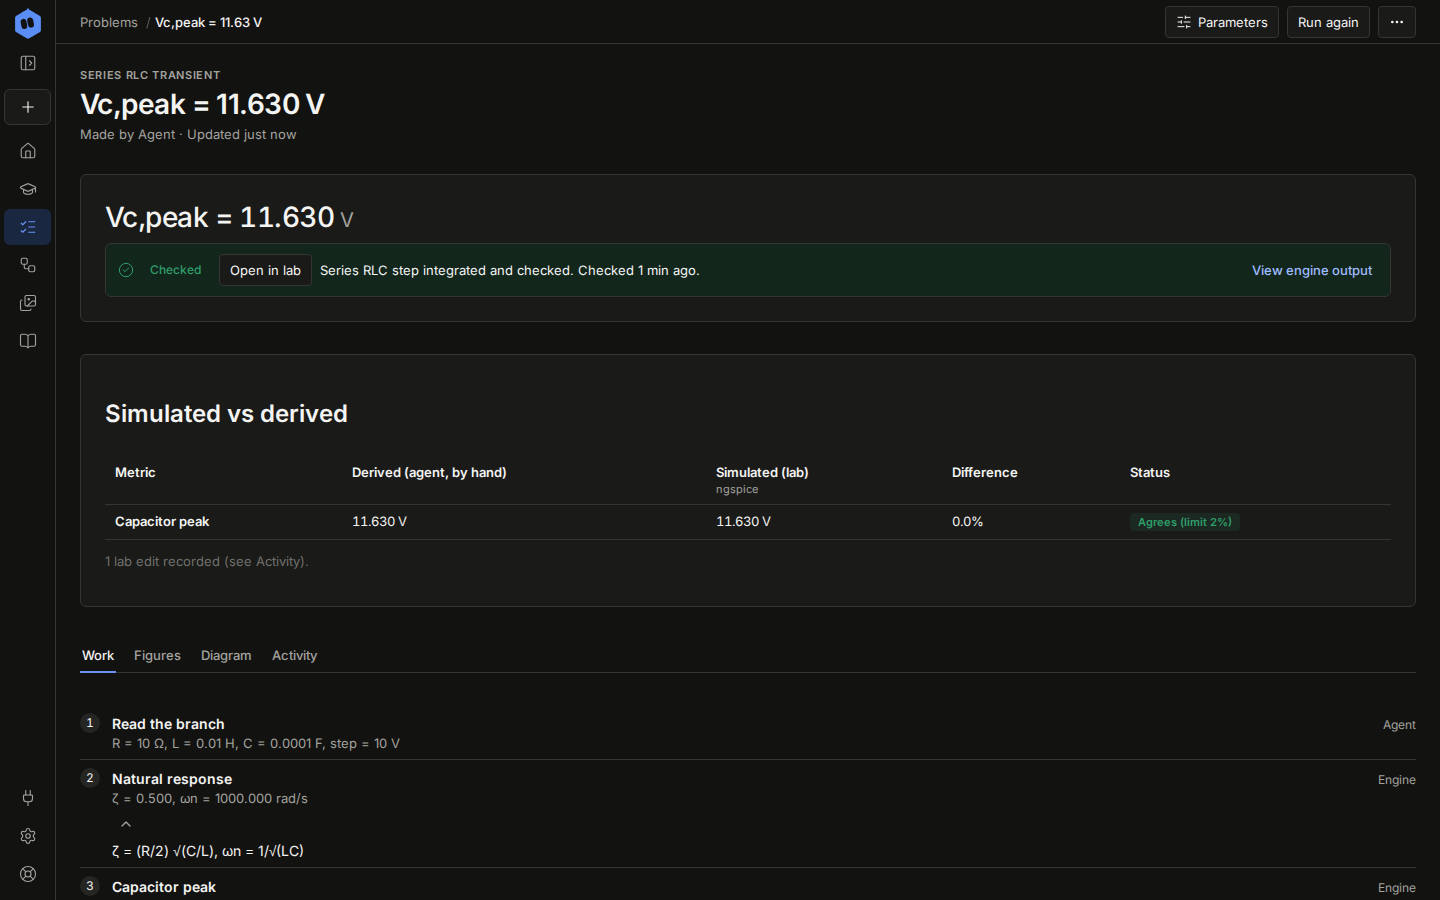 Problems / Vc,peak = 11.63 V
Parameters
Run again
SERIES RLC TRANSIENT
Vc,peak = 11.630 V
Made by Agent · Updated just now
Vc,peak = 11.630 V
Checked
Open in lab
Series RLC step integrated and checked. Checked 1 min ago.
View engine output
Simulated vs derived
Metric Derived (agent, by hand) Simulated (lab) Difference Status
ngspice
Capacitor peak 11.630 V 11.630 V 0.0% Agrees (limit 2%)
1 lab edit recorded (see Activity).
Work Figures Diagram Activity
1 Read the branch Agent
R = 10 Ω, L = 0.01 H, C = 0.0001 F, step = 10 V
2 Natural response Engine
ζ = 0.500, ωn = 1000.000 rad/s
ζ = (R/2) √(C/L), ωn = 1/√(LC)
3 Capacitor peak Engine